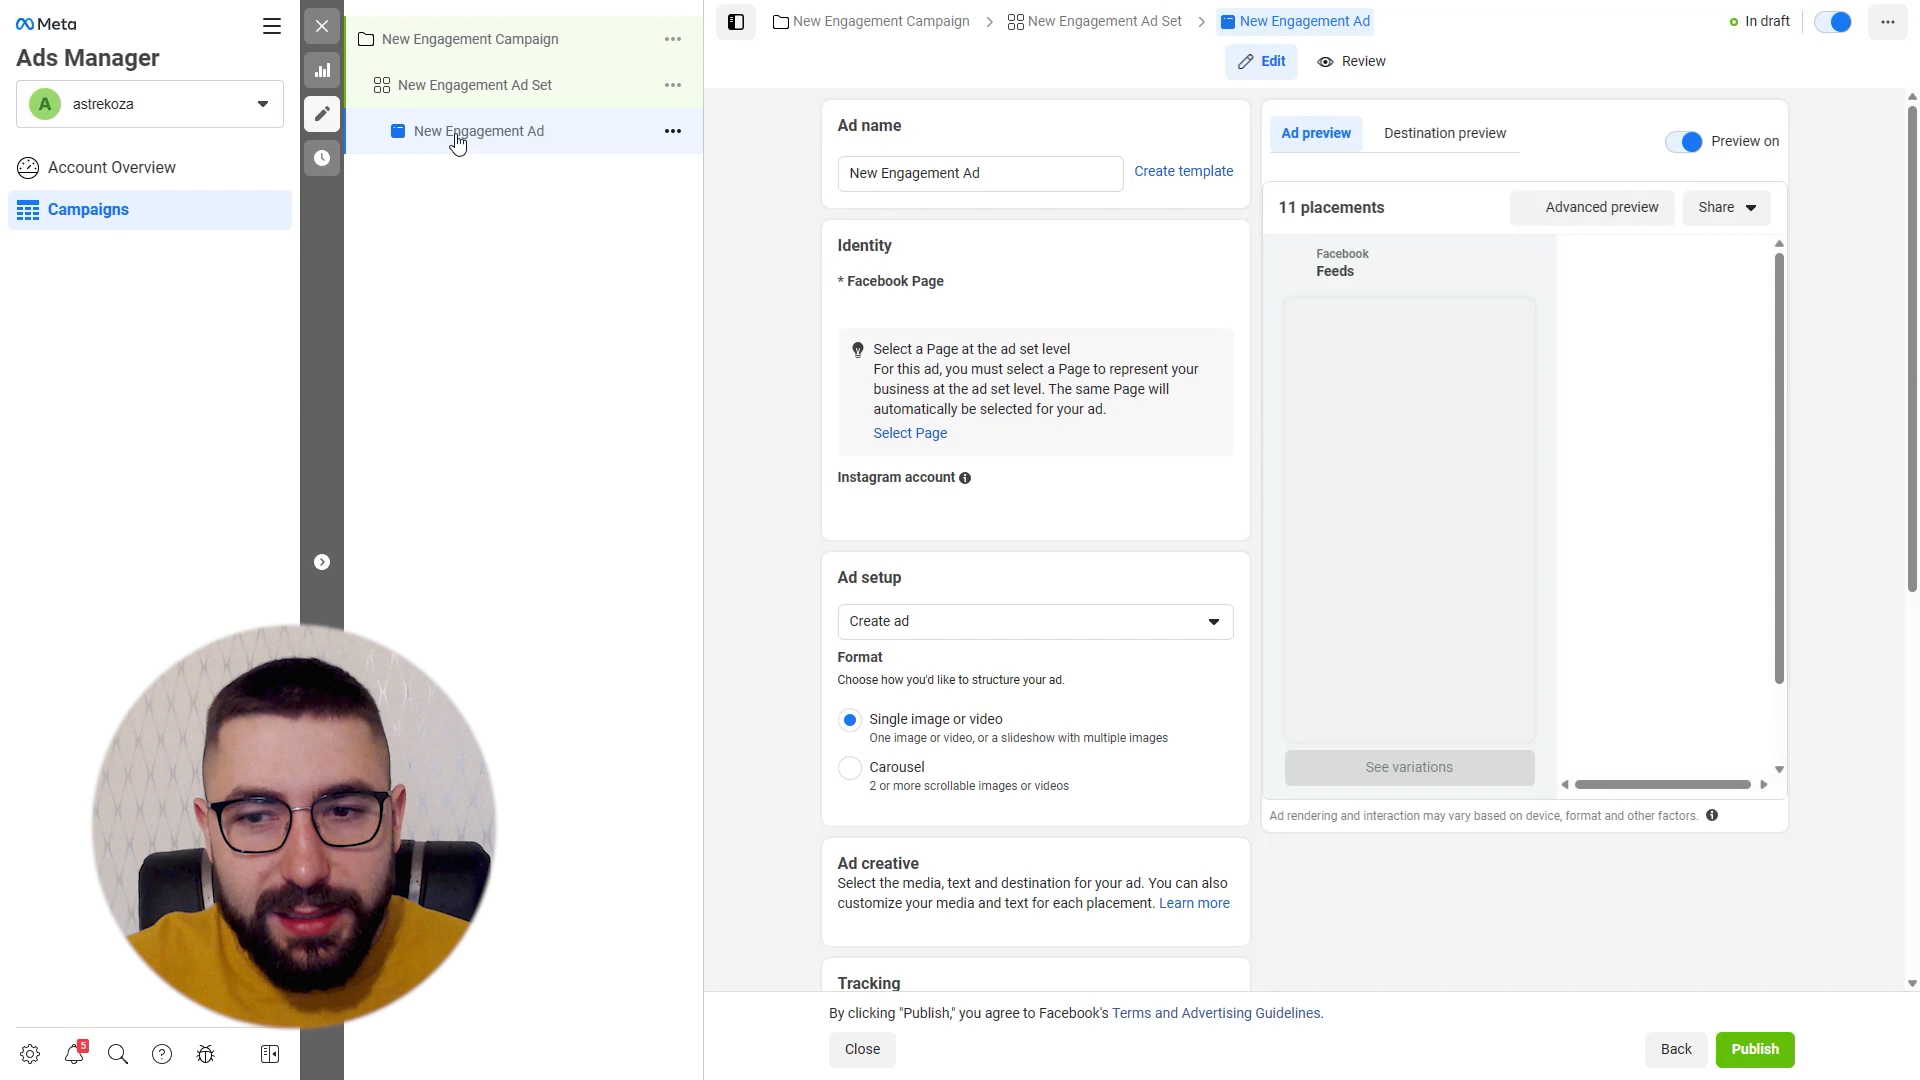 Meta
Ads Manager
A
astrekoza
Account Overview
Campaigns
5
New Engagement Campaign
New Engagement Ad Set
New Engagement Ad
New Engagement Campaign
New Engagement Ad Set
New Engagement Ad
In draft
Edit
Review
Ad name
New Engagement Ad
Create template
Identity
* Facebook Page
Select a Page at the ad set level
For this ad, you must select a Page to represent your
business at the ad set level. The same Page will
automatically be selected for your ad.
Select Page
Instagram account
Ad setup
Create ad
Format
Choose how you'd like to structure your ad.
Single image or video
One image or video, or a slideshow with multiple images
Carousel
2 or more scrollable images or videos
Ad creative
Select the media, text and destination for your ad. You can also
customize your media and text for each placement. Learn more
Tracking
Ad preview
Destination preview
Preview on
11 placements
Advanced preview
Share
Facebook
Feeds
See variations
Ad rendering and interaction may vary based on device, format and other factors.
By clicking "Publish," you agree to Facebook's Terms and Advertising Guidelines.
Close
Back
Publish